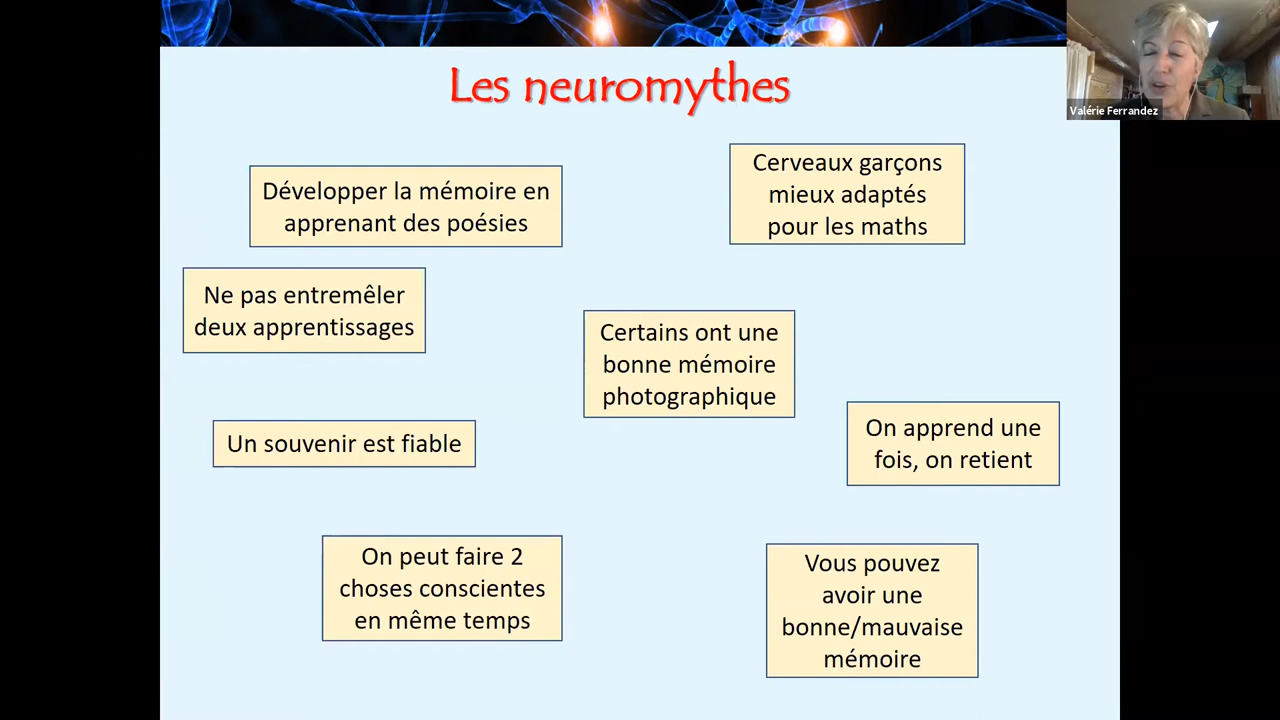 Les neuromythes
Valérie Ferrandez
Développer la mémoire en
apprenant des poésies
Cerveaux garçons
mieux adaptés
pour les maths
Ne pas entremêler
deux apprentissages
Certains ont une
bonne mémoire
photographique
Un souvenir est fiable
On apprend une
fois, on retient
On peut faire 2
choses conscientes
en même temps
Vous pouvez
avoir une
bonne/mauvaise
mémoire